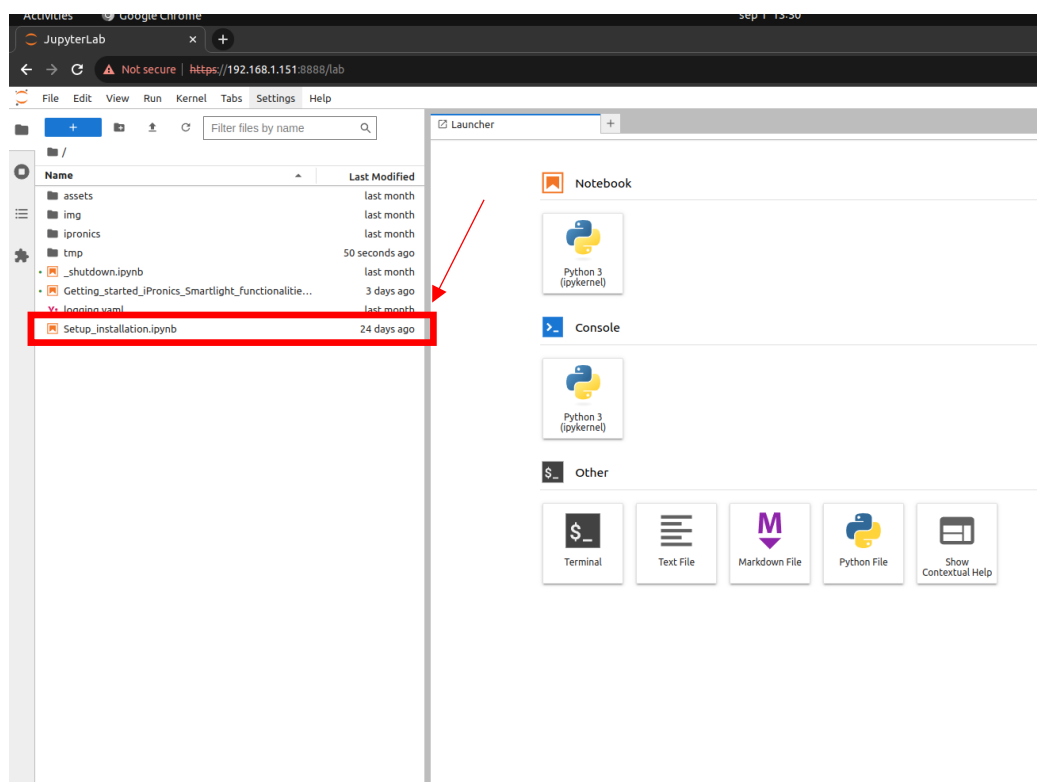 Activities Google Chrome sep 1 13:50
JupyterLab × +
Not secure | https://192.168.1.151:8888/lab
File Edit View Run Kernel Tabs Settings Help
+ Filter files by name
Launcher +
/
Name Last Modified
assets last month
img last month
ipronics last month
tmp 50 seconds ago
_shutdown.ipynb last month
Getting_started_iPronics_Smartlight_functionalitie... 3 days ago
Y: logging.yaml last month
Setup_installation.ipynb 24 days ago
Notebook
Python 3
(ipykernel)
Console
Python 3
(ipykernel)
$_ Other
$_
M
Terminal
Text File
Markdown File
Python File
Show
Contextual Help